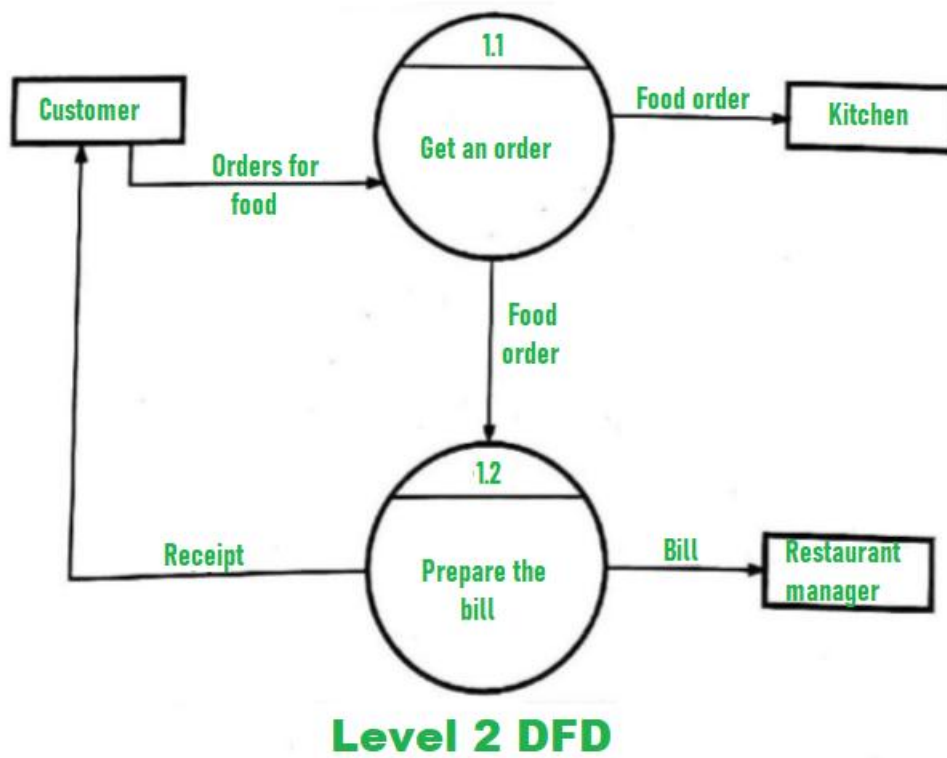 1.1
Customer
Food order
Kitchen
Get an order
Orders for
food
Food
order
1.2
Receipt
Prepare the
bill
Bill
Restaurant
manager
Level 2 DFD